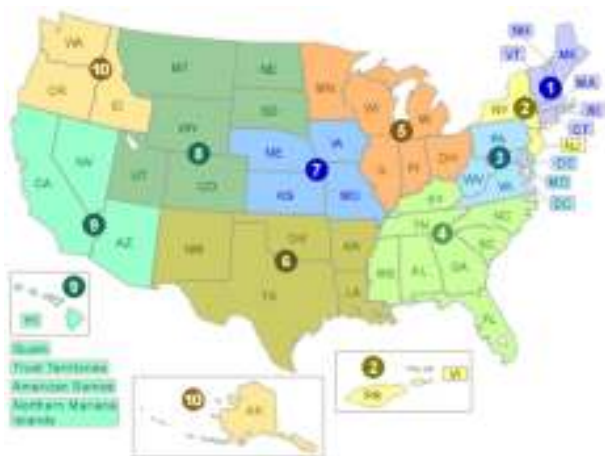 WA
OR
ID
10
MT
ND
SD
WY
UT
CO
8
CA
NV
AZ
9
NE
IA
KS
MO
7
MN
WI
MI
IL
IN
OH
5
NM
OK
TX
AR
LA
6
KY
TN
NC
SC
MS
AL
GA
FL
4
PA
WV
VA
3
NY
2
NH
VT
ME
1
MA
RI
CT
NJ
DE
MD
DC
9
HI
Guam
Trust Territories
American Samoa
Northern Mariana
Islands
10
AK
2
PR
VI